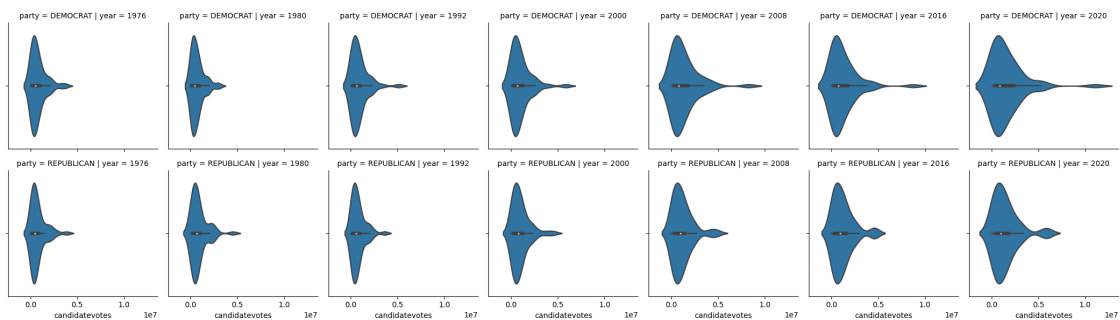 party = DEMOCRAT | year = 1976
party = DEMOCRAT | year = 1980
party = DEMOCRAT | year = 1992
party = DEMOCRAT | year = 2000
party = DEMOCRAT | year = 2008
party = DEMOCRAT | year = 2016
party = DEMOCRAT | year = 2020
party = REPUBLICAN | year = 1976
party = REPUBLICAN | year = 1980
party = REPUBLICAN | year = 1992
party = REPUBLICAN | year = 2000
party = REPUBLICAN | year = 2008
party = REPUBLICAN | year = 2016
party = REPUBLICAN | year = 2020
0.0 0.5 1.0
candidatevotes 1e7
0.0 0.5 1.0
candidatevotes 1e7
0.0 0.5 1.0
candidatevotes 1e7
0.0 0.5 1.0
candidatevotes 1e7
0.0 0.5 1.0
candidatevotes 1e7
0.0 0.5 1.0
candidatevotes 1e7
0.0 0.5 1.0
candidatevotes 1e7